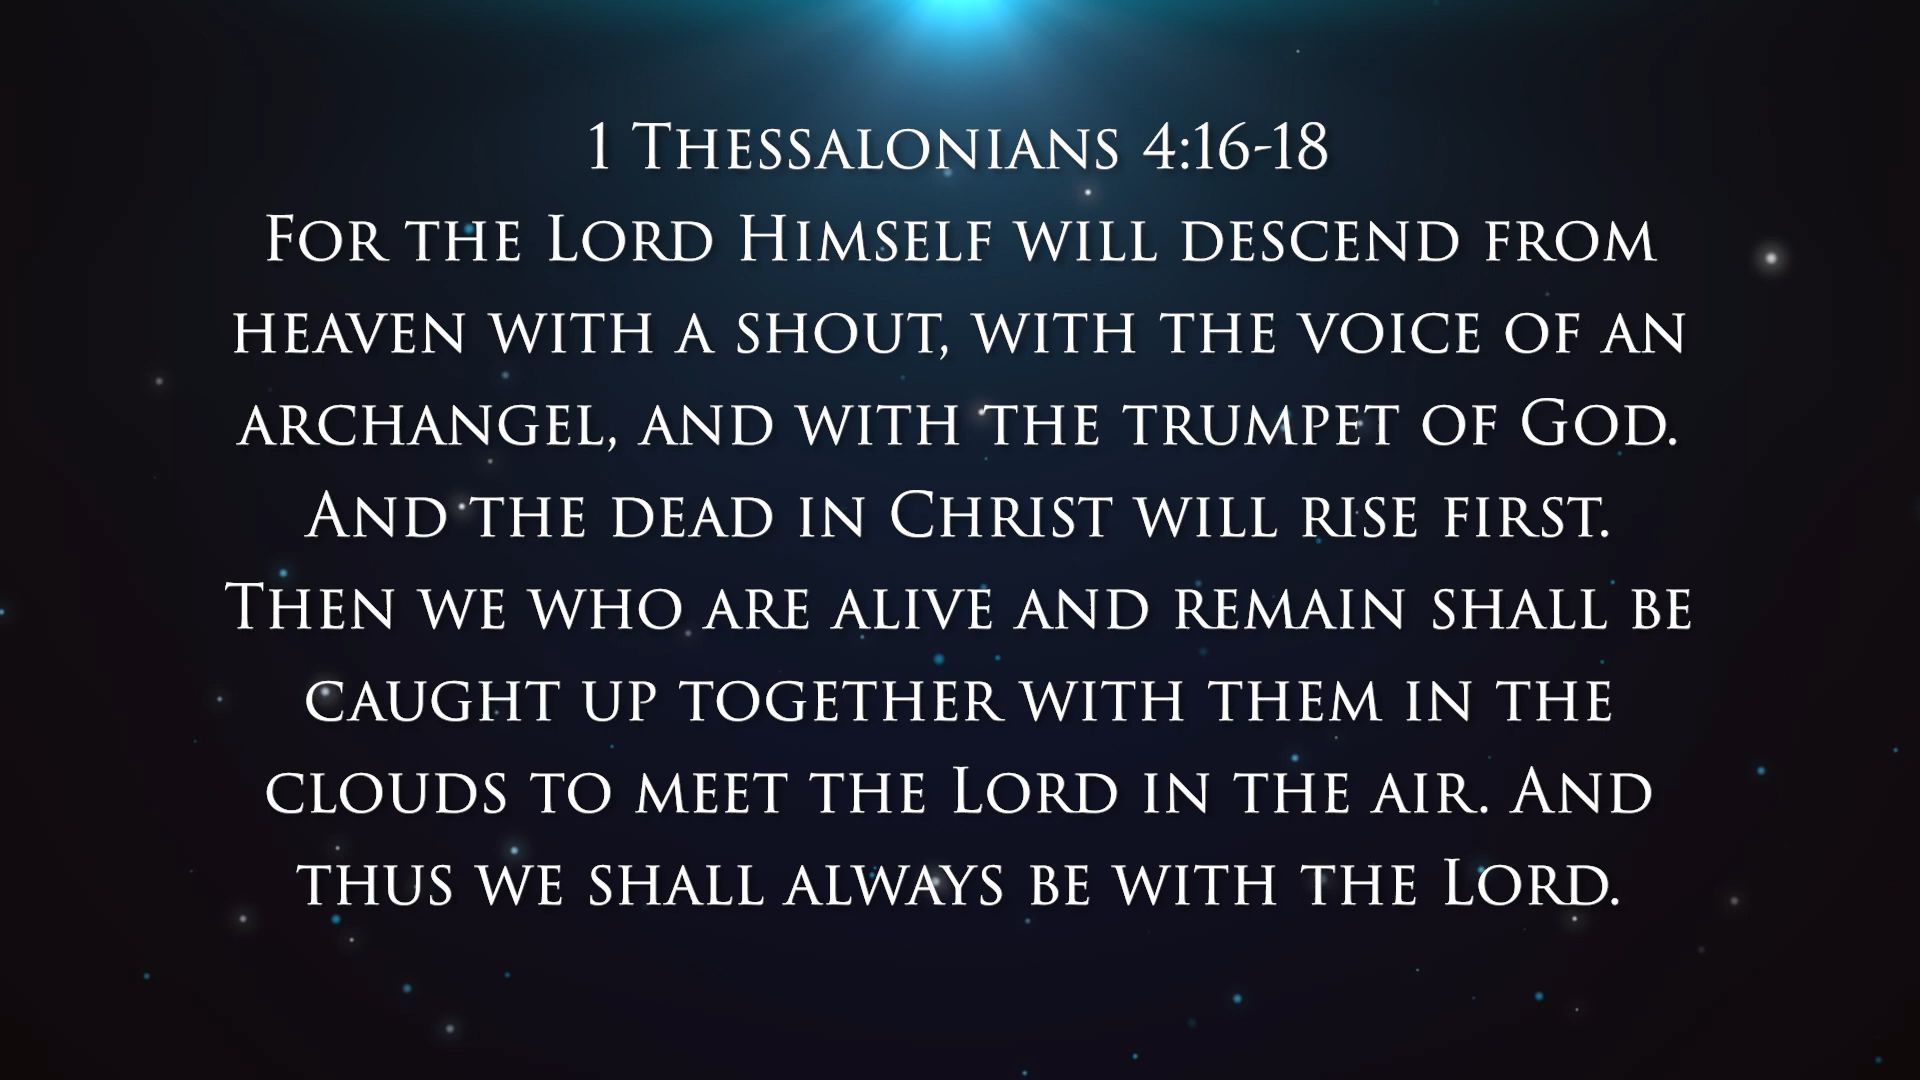 1 Thessalonians 4:16-18
For the Lord Himself will descend from
heaven with a shout, with the voice of an
archangel, and with the trumpet of God.
And the dead in Christ will rise first.
Then we who are alive and remain shall be
caught up together with them in the
clouds to meet the Lord in the air. And
thus we shall always be with the Lord.